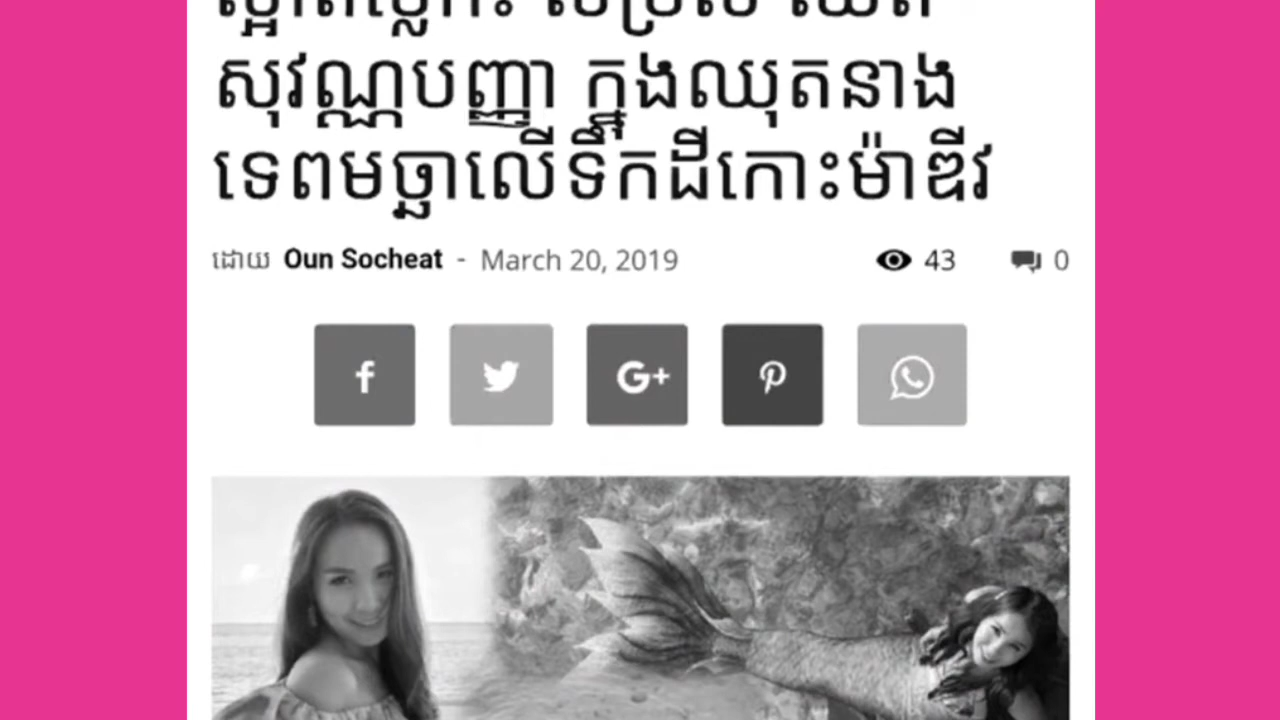 សុវណ្ណបញ្ញា ក្នុងឈុតនាង
ទេពមច្ឆាលើទឹកដីកោះម៉ាឌីវ
ដោយ Oun Socheat - March 20, 2019 43 0